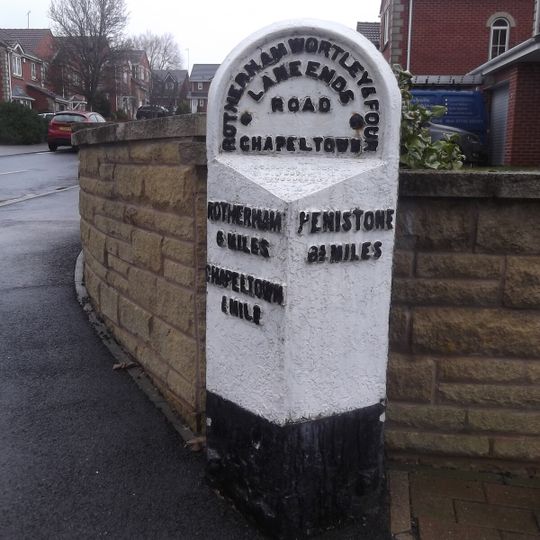 ROTHERHAM WORTLEY & FOUR
LANE ENDS
ROAD
CHAPELTOWN
ROTHERHAM
6 MILES
CHAPELTOWN
1 MILE
PENISTONE
8½ MILES